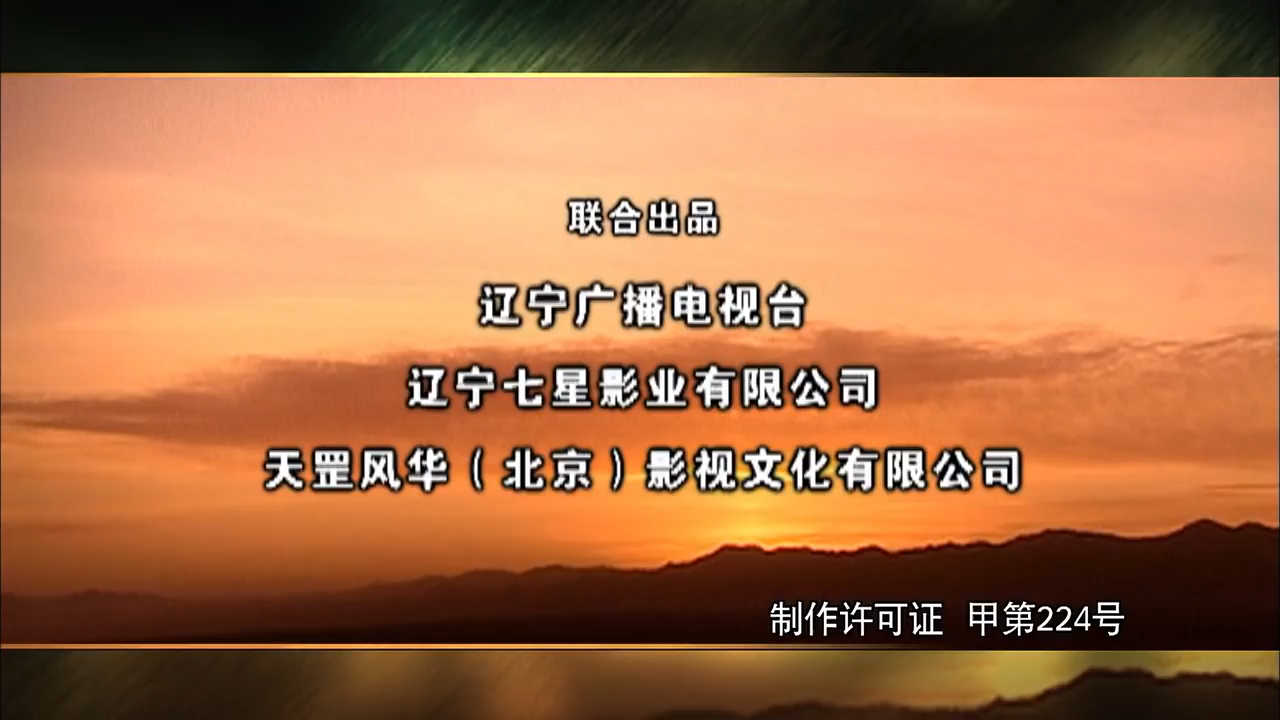 联合出品
辽宁广播电视台
辽宁七星影业有限公司
天罡风华（北京）影视文化有限公司
制作许可证 甲第224号